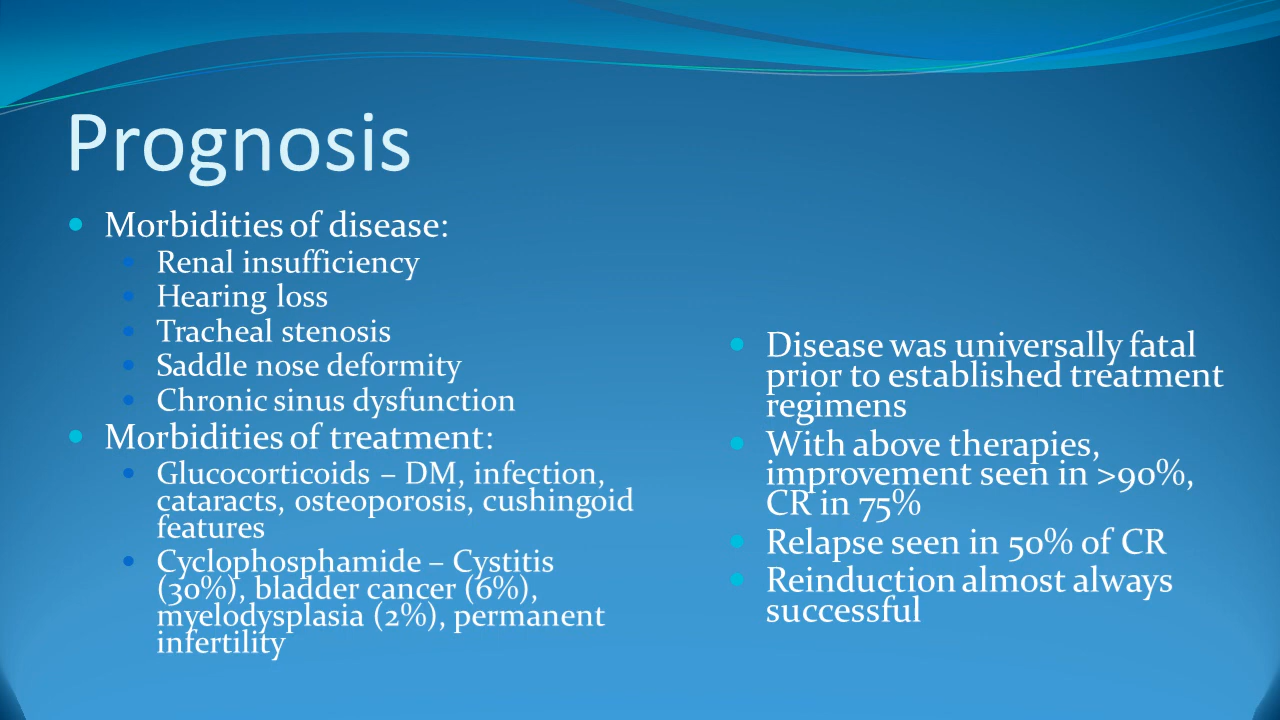 Prognosis
Morbidities of disease:
Renal insufficiency
Hearing loss
Tracheal stenosis
Saddle nose deformity
Chronic sinus dysfunction
Morbidities of treatment:
Glucocorticoids – DM, infection,
cataracts, osteoporosis, cushingoid
features
Cyclophosphamide – Cystitis
(30%), bladder cancer (6%),
myelodysplasia (2%), permanent
infertility
Disease was universally fatal
prior to established treatment
regimens
With above therapies,
improvement seen in >90%,
CR in 75%
Relapse seen in 50% of CR
Reinduction almost always
successful